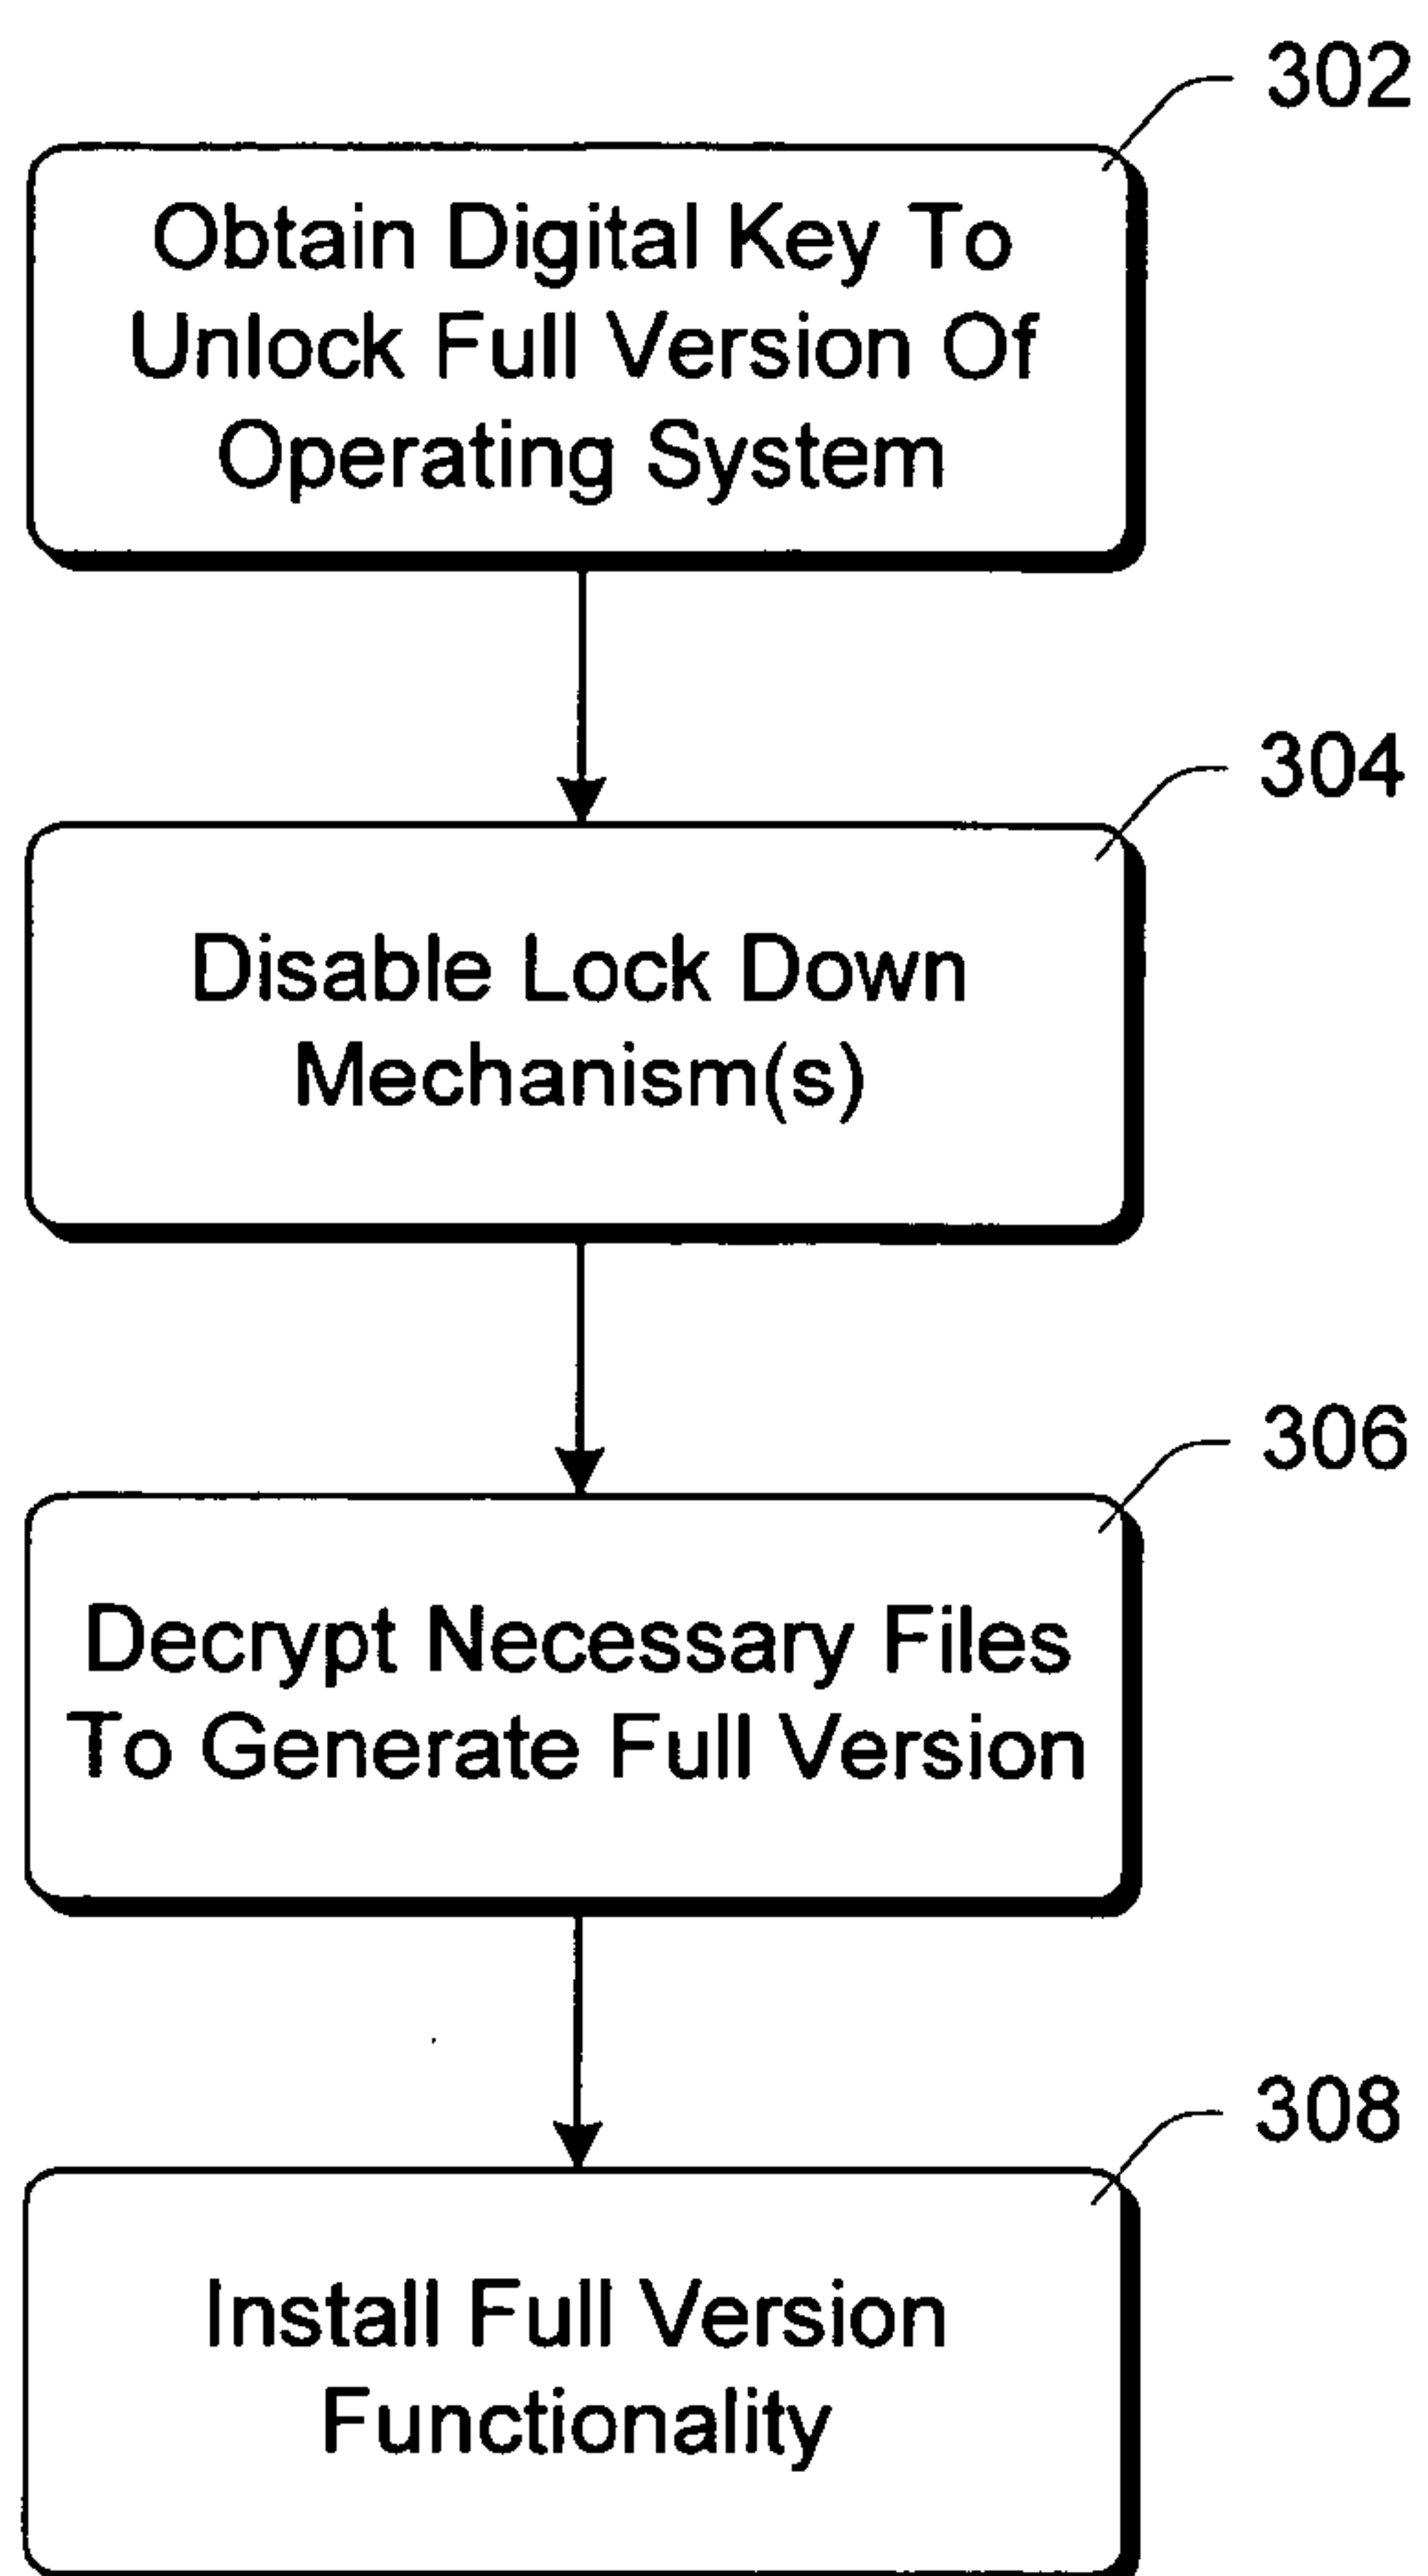 302
Obtain Digital Key To
Unlock Full Version Of
Operating System
304
Disable Lock Down
Mechanism(s)
306
Decrypt Necessary Files
To Generate Full Version
308
Install Full Version
Functionality